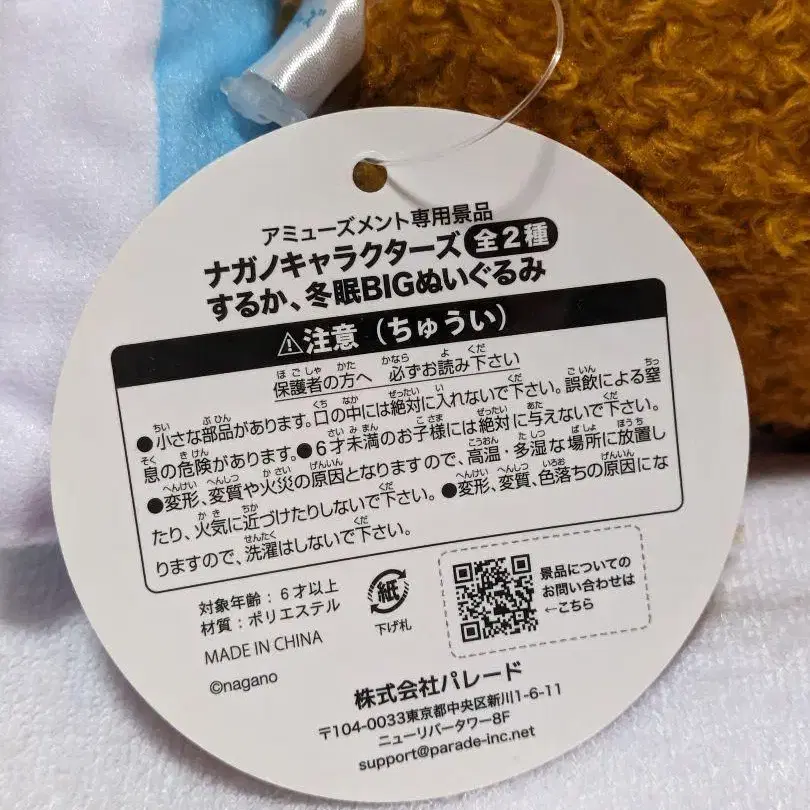 アミューズメント専用景品
ナガノキャラクターズ 全2種
するか、冬眠BIGぬいぐるみ
⚠注意（ちゅうい）
保護者の方へ 必ずお読み下さい
●小さな部品があります。口の中には絶対に入れないで下さい。誤飲による窒
息の危険があります。●6才未満のお子様には絶対に与えないで下さい。
●変形、変質や火災の原因となりますので、高温・多湿な場所に放置し
たり、火気に近づけたりしないで下さい。●変形、変質、色落ちの原因にな
りますので、洗濯はしないで下さい。
対象年齢：6才以上
材質：ポリエステル
MADE IN CHINA
©nagano
紙
下げ札
景品についての
お問い合わせは
←こちら
株式会社パレード
〒104-0033東京都中央区新川1-6-11
ニューリバータワー8F
support@parade-inc.net